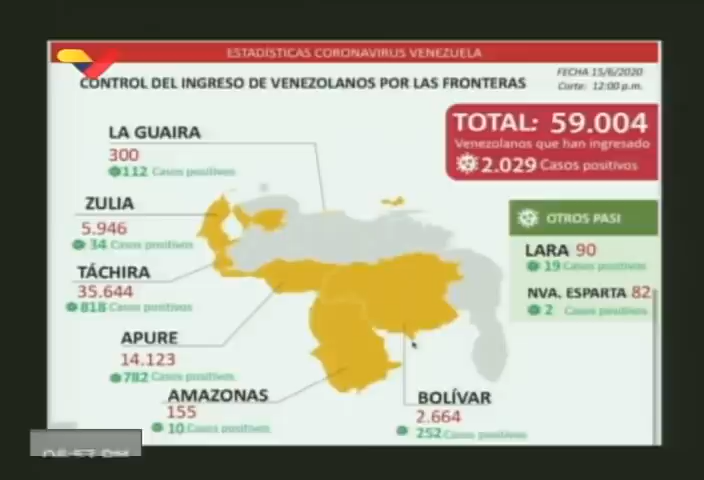 ESTADÍSTICAS CORONAVIRUS VENEZUELA
CONTROL DEL INGRESO DE VENEZOLANOS POR LAS FRONTERAS
FECHA 15/6/2020
Corte: 12:00 p.m.
TOTAL: 59.004
Venezolanos que han ingresado
2.029 Casos positivos
LA GUAIRA
300
112 Casos positivos
ZULIA
5.946
34 Casos positivos
TÁCHIRA
35.644
818 Casos positivos
APURE
14.123
782 Casos positivos
AMAZONAS
155
10 Casos positivos
BOLÍVAR
2.664
252 Casos positivos
OTROS PASI
LARA 90
19 Casos positivos
NVA. ESPARTA 82
2 Casos positivos